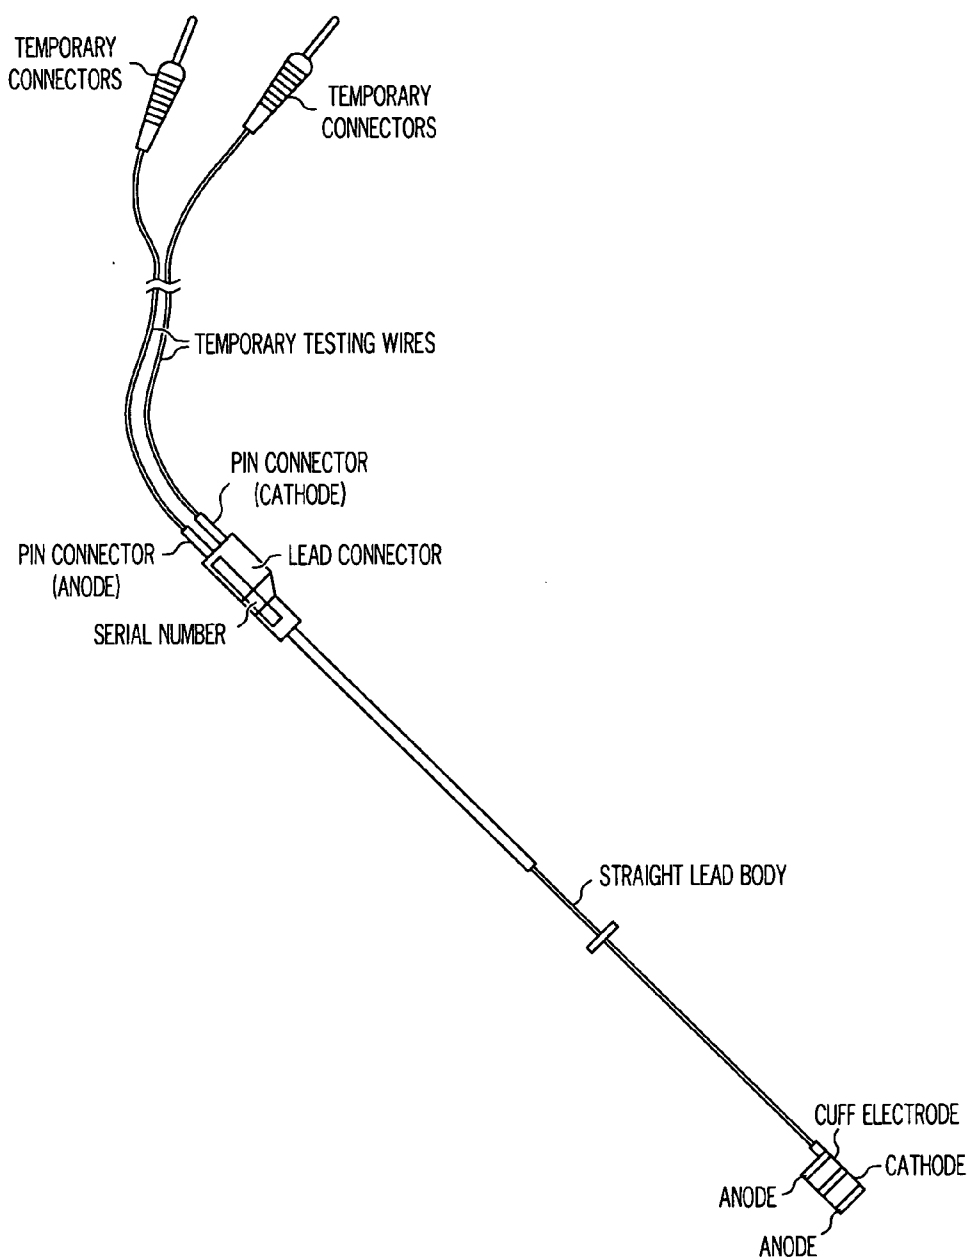 TEMPORARY
CONNECTORS
TEMPORARY
CONNECTORS
TEMPORARY TESTING WIRES
PIN CONNECTOR
(CATHODE)
PIN CONNECTOR
(ANODE)
LEAD CONNECTOR
SERIAL NUMBER
STRAIGHT LEAD BODY
CUFF ELECTRODE
CATHODE
ANODE
ANODE